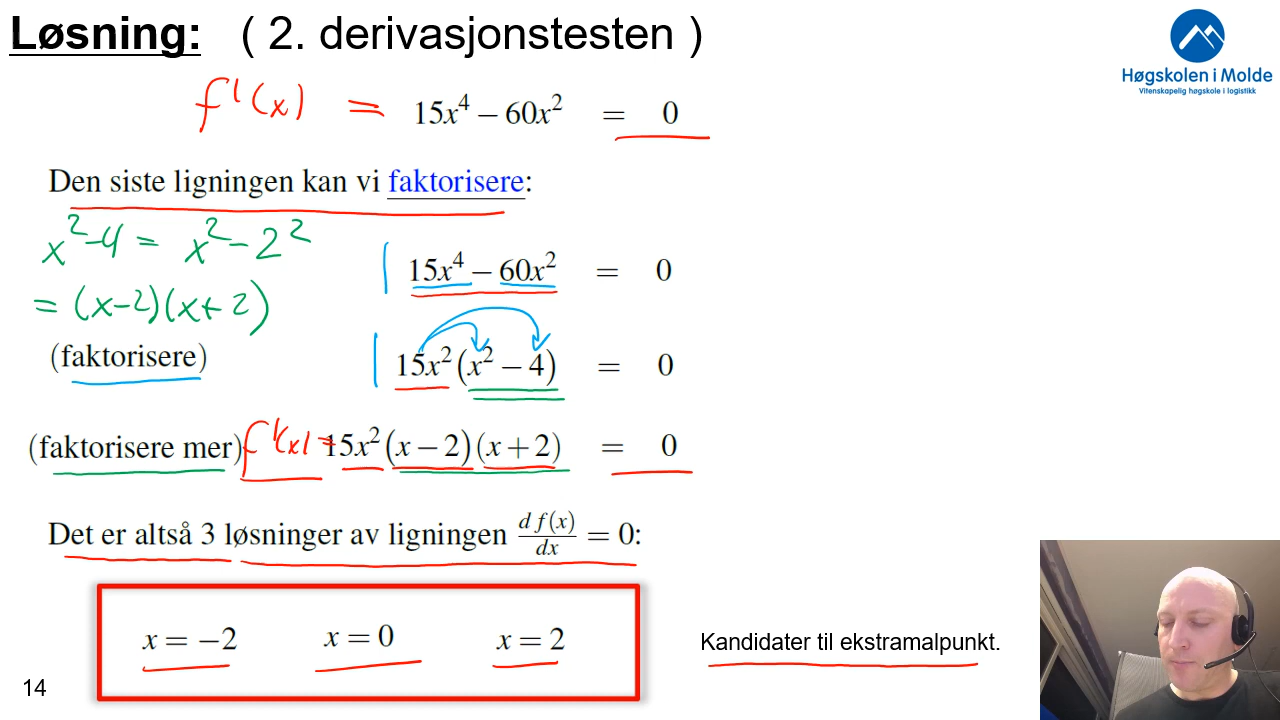 Løsning: ( 2. derivasjonstesten )
Høgskolen i Molde
Vitenskapelig høgskole i logistikk
f'(x) = 15x⁴ − 60x² = 0
Den siste ligningen kan vi faktorisere:
x² - 4 = x² - 2²
= (x-2)(x+2)
15x⁴ − 60x² = 0
(faktorisere) 15x²(x² − 4) = 0
(faktorisere mer) f'(x) = 15x²(x − 2)(x + 2) = 0
Det er altså 3 løsninger av ligningen df(x)/dx = 0:
x = −2 x = 0 x = 2
Kandidater til ekstramalpunkt.
14